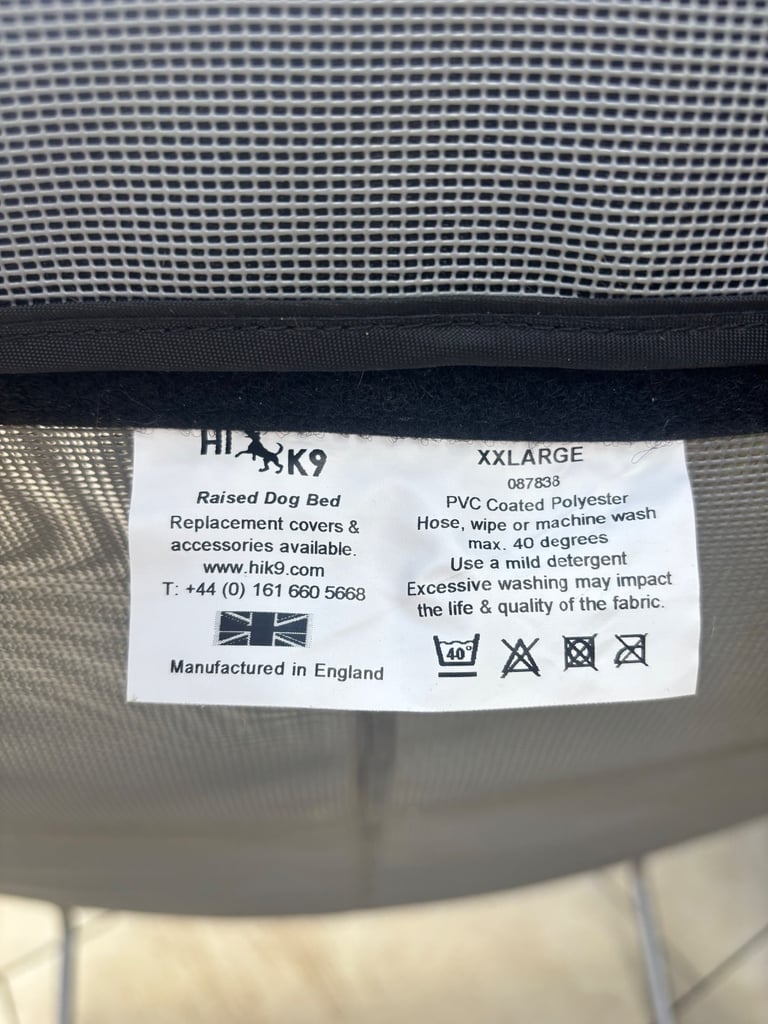 HI K9
Raised Dog Bed
Replacement covers &
accessories available.
www.hik9.com
T: +44 (0) 161 660 5668
Manufactured in England
XXLARGE
087838
PVC Coated Polyester
Hose, wipe or machine wash
max. 40 degrees
Use a mild detergent
Excessive washing may impact
the life & quality of the fabric.
40°